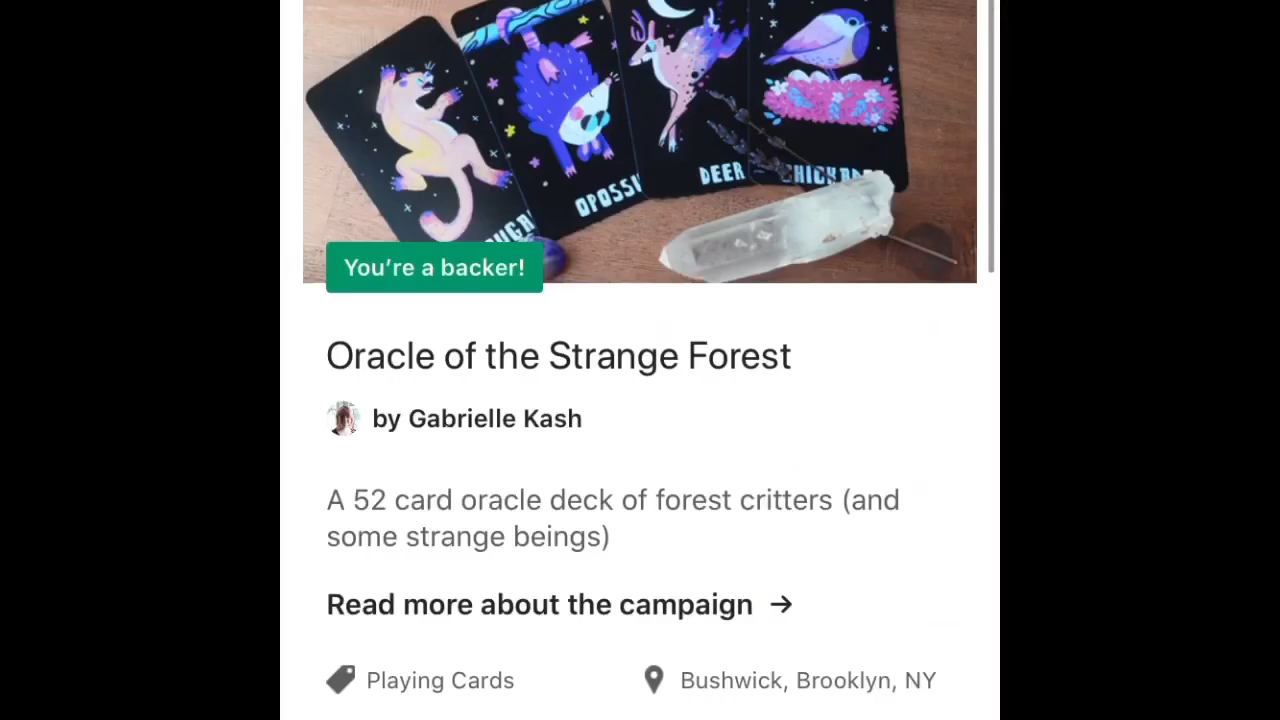 DEER
You're a backer!
Oracle of the Strange Forest
by Gabrielle Kash
A 52 card oracle deck of forest critters (and
some strange beings)
Read more about the campaign →
Playing Cards
Bushwick, Brooklyn, NY